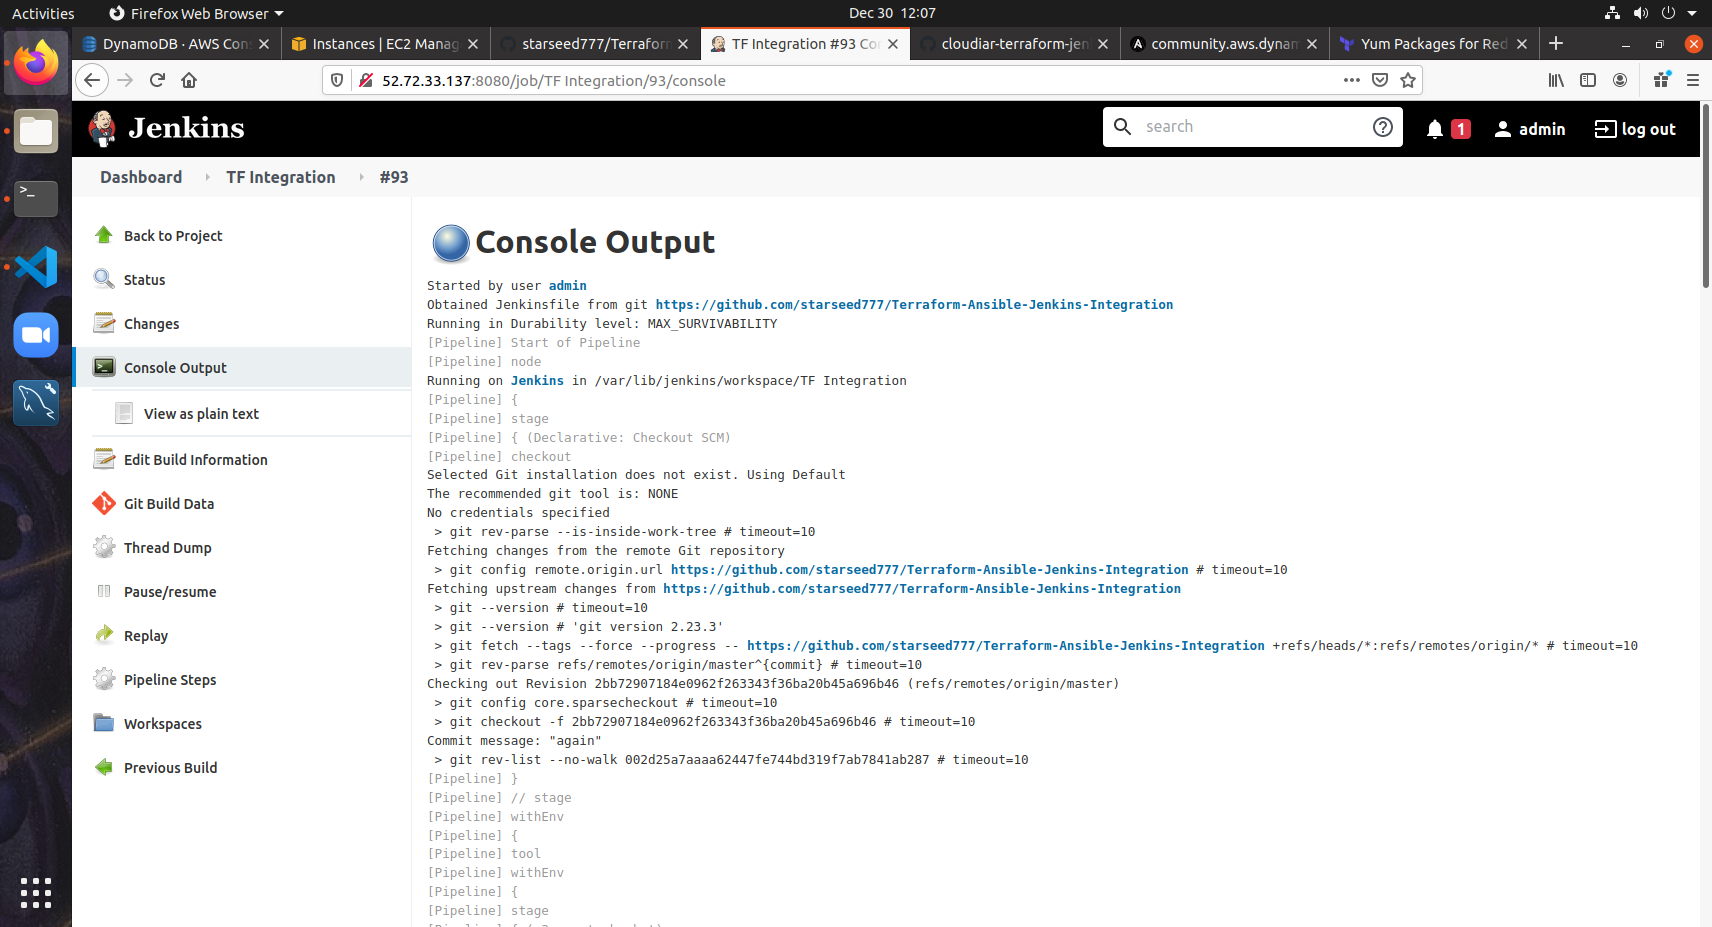 Activities
Firefox Web Browser
Dec 30 12:07
DynamoDB · AWS Con
Instances | EC2 Manag
starseed777/Terraform
TF Integration #93 Co
cloudiar-terraform-jen
community.aws.dynam
Yum Packages for Red
52.72.33.137:8080/job/TF Integration/93/console
Jenkins
search
1
admin
log out
Dashboard
TF Integration
#93
Back to Project
Status
Changes
Console Output
View as plain text
Edit Build Information
Git Build Data
Thread Dump
Pause/resume
Replay
Pipeline Steps
Workspaces
Previous Build
Console Output
Started by user admin
Obtained Jenkinsfile from git https://github.com/starseed777/Terraform-Ansible-Jenkins-Integration
Running in Durability level: MAX_SURVIVABILITY
[Pipeline] Start of Pipeline
[Pipeline] node
Running on Jenkins in /var/lib/jenkins/workspace/TF Integration
[Pipeline] {
[Pipeline] stage
[Pipeline] { (Declarative: Checkout SCM)
[Pipeline] checkout
Selected Git installation does not exist. Using Default
The recommended git tool is: NONE
No credentials specified
> git rev-parse --is-inside-work-tree # timeout=10
Fetching changes from the remote Git repository
> git config remote.origin.url https://github.com/starseed777/Terraform-Ansible-Jenkins-Integration # timeout=10
Fetching upstream changes from https://github.com/starseed777/Terraform-Ansible-Jenkins-Integration
> git --version # timeout=10
> git --version # 'git version 2.23.3'
> git fetch --tags --force --progress -- https://github.com/starseed777/Terraform-Ansible-Jenkins-Integration +refs/heads/*:refs/remotes/origin/* # timeout=10
> git rev-parse refs/remotes/origin/master^{commit} # timeout=10
Checking out Revision 2bb72907184e0962f263343f36ba20b45a696b46 (refs/remotes/origin/master)
> git config core.sparsecheckout # timeout=10
> git checkout -f 2bb72907184e0962f263343f36ba20b45a696b46 # timeout=10
Commit message: "again"
> git rev-list --no-walk 002d25a7aaaa62447fe744bd319f7ab7841ab287 # timeout=10
[Pipeline] }
[Pipeline] // stage
[Pipeline] withEnv
[Pipeline] {
[Pipeline] tool
[Pipeline] withEnv
[Pipeline] {
[Pipeline] stage